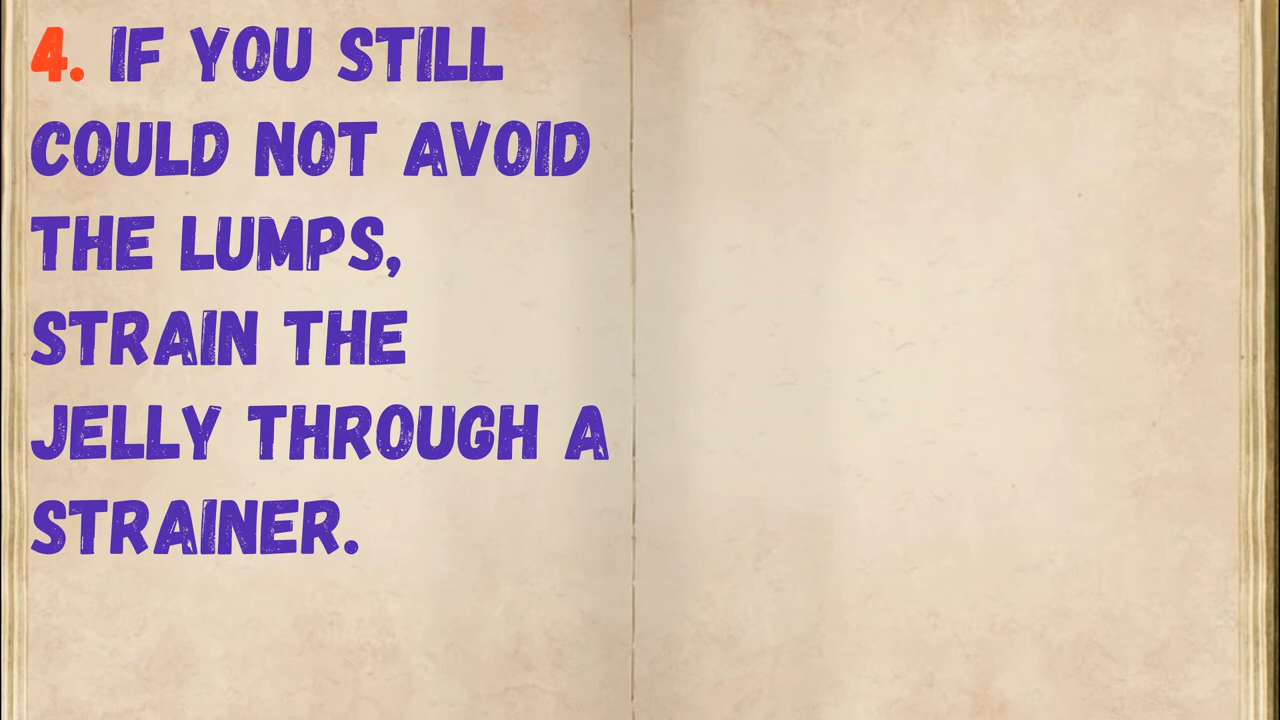 4. IF YOU STILL
COULD NOT AVOID
THE LUMPS,
STRAIN THE
JELLY THROUGH A
STRAINER.